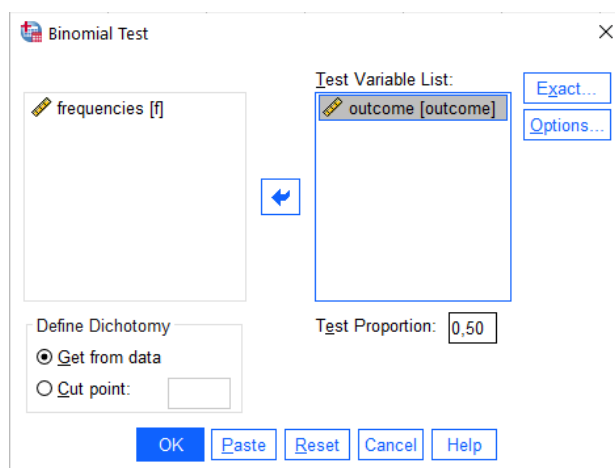 Binomial Test
Test Variable List:
frequencies [f]
outcome [outcome]
Exact...
Options...
Define Dichotomy
Get from data
Cut point:
Test Proportion: 0,50
OK Paste Reset Cancel Help